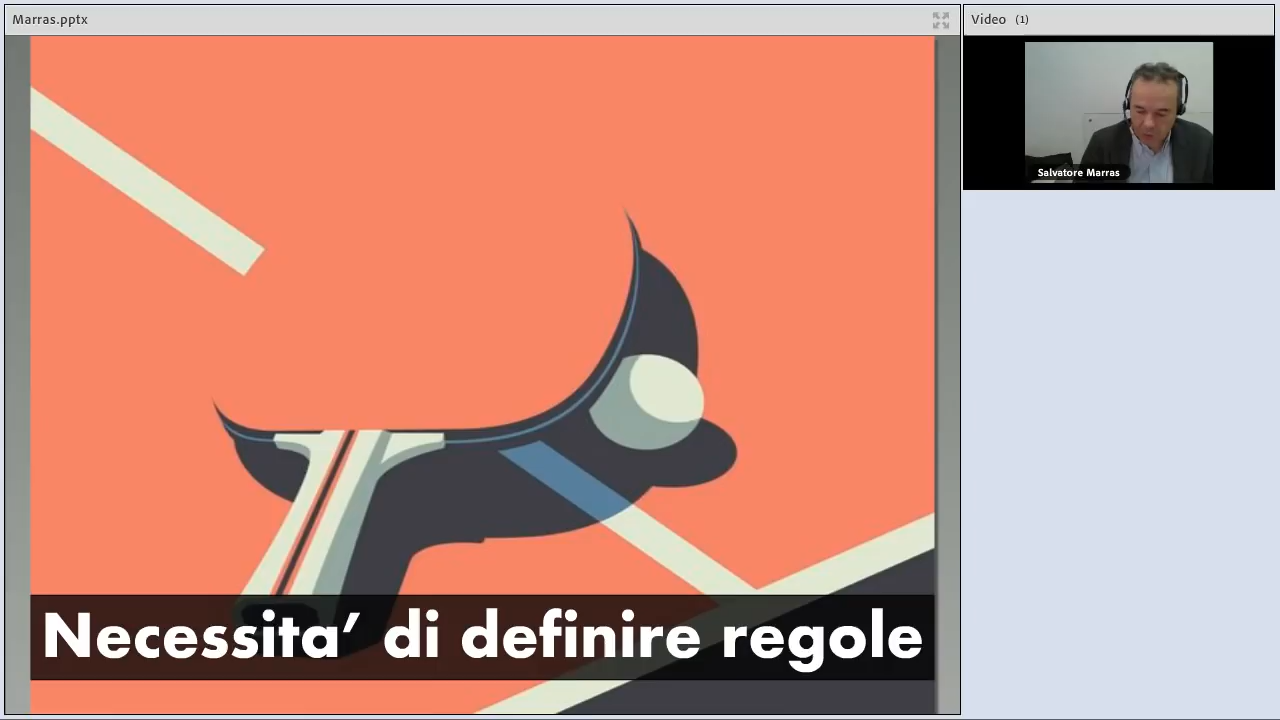 Marras.pptx
Video (1)
Salvatore Marras
Necessita’ di definire regole